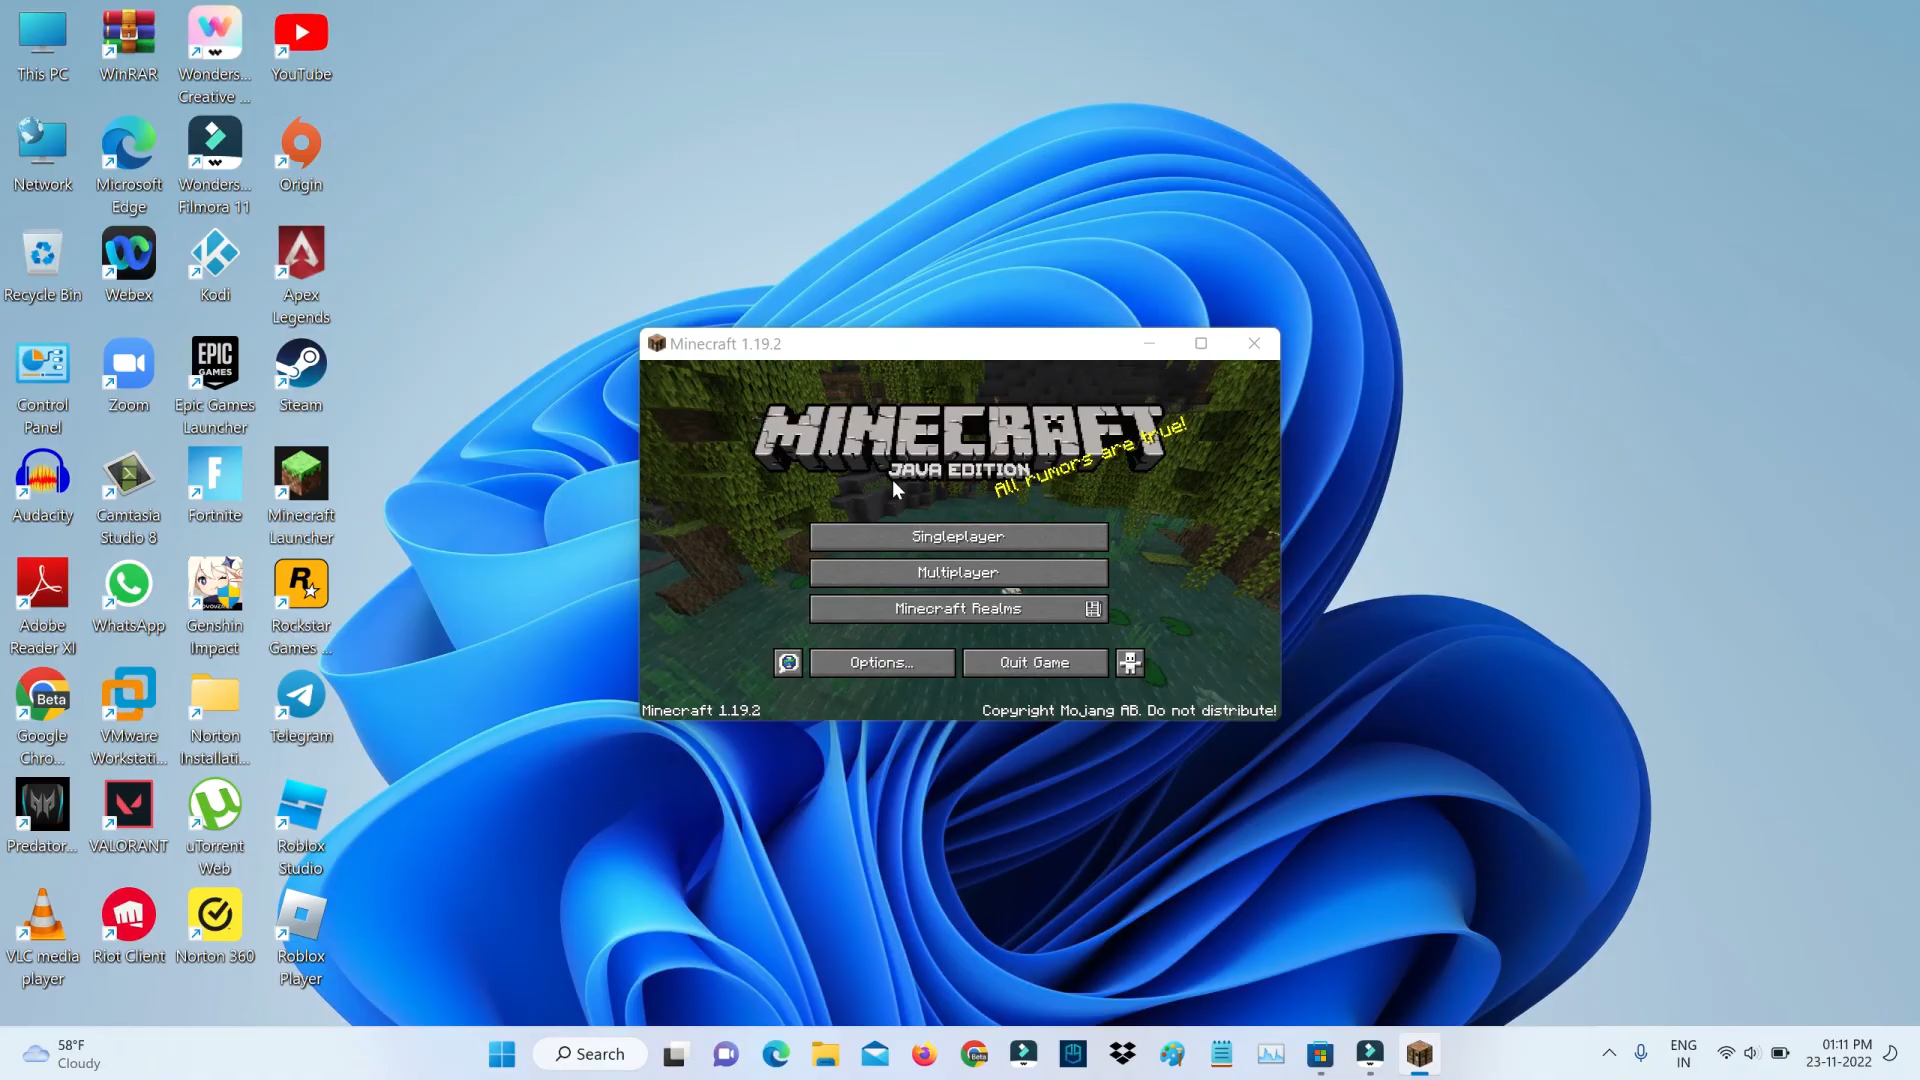 This PC
WinRAR
Wonders...
Creative ...
YouTube
Network
Microsoft
Edge
Wonders...
Filmora 11
Origin
Recycle Bin
Webex
Kodi
Apex
Legends
Control
Panel
Zoom
EPIC
GAMES
Epic Games
Launcher
Steam
Audacity
Camtasia
Studio 8
F
Fortnite
Minecraft
Launcher
Adobe
Reader XI
WhatsApp
Genshin
Impact
R
Rockstar
Games ...
Beta
Google
Chro...
VMware
Workstati...
Norton
Installati...
Telegram
Predator...
VALORANT
uTorrent
Web
Roblox
Studio
VLC media
player
Riot Client
Norton 360
Roblox
Player
Minecraft 1.19.2
MINECRAFT
JAVA EDITION
All rumors are true!
Singleplayer
Multiplayer
Minecraft Realms
Options...
Quit Game
Minecraft 1.19.2
Copyright Mojang AB. Do not distribute!
58°F
Cloudy
Search
Beta
ENG
IN
01:11 PM
23-11-2022